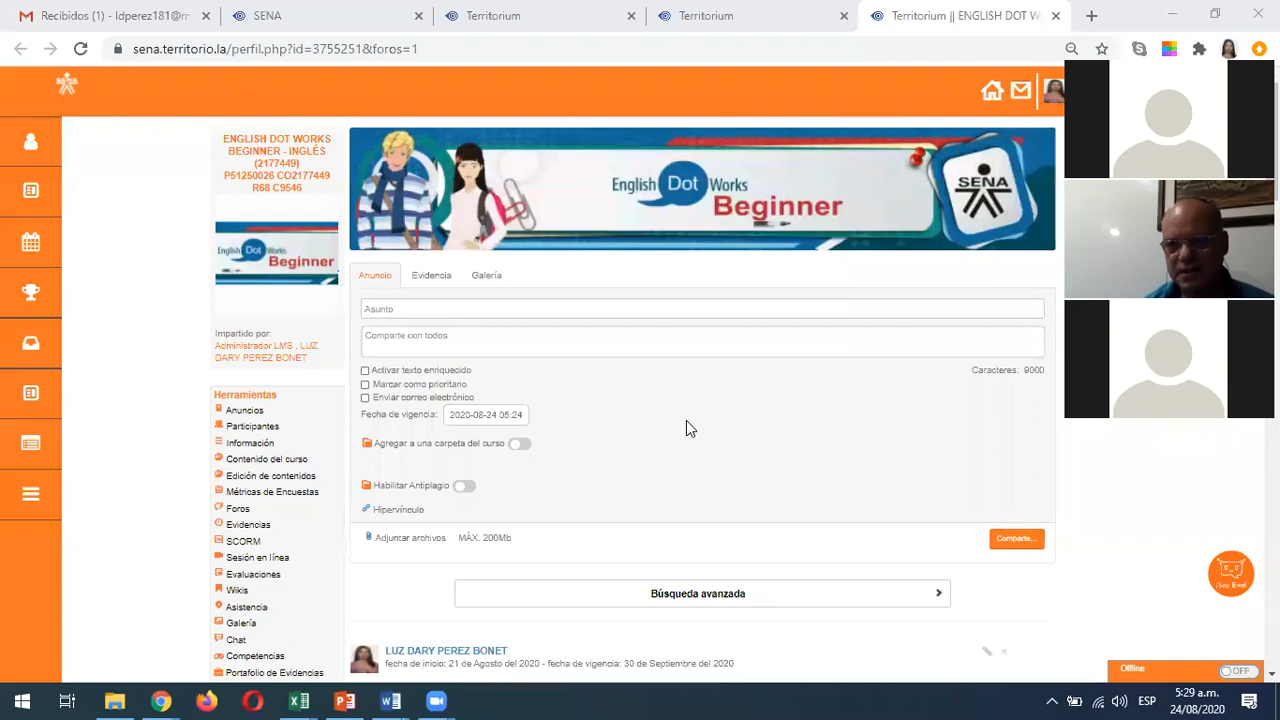 Recibidos (1) - ldperez181@m
SENA
Territorium
Territorium
Territorium || ENGLISH DOT W
sena.territorio.la/perfil.php?id=3755251&foros=1
ENGLISH DOT WORKS
BEGINNER - INGLÉS
(2177449)
P51250026 CO2177449
R68 C9546
English Dot Works
Beginner
SENA
English Dot Works
Beginner
Impartido por:
Administrador LMS , LUZ
DARY PEREZ BONET
Herramientas
Anuncios
Participantes
Información
Contenido del curso
Edición de contenidos
Métricas de Encuestas
Foros
Evidencias
SCORM
Sesión en línea
Evaluaciones
Wikis
Asistencia
Galería
Chat
Competencias
Portafolio de Evidencias
Anuncio
Evidencia
Galería
Asunto
Comparte con todos
Activar texto enriquecido
Caracteres: 9000
Marcar como prioritario
Enviar correo electrónico
Fecha de vigencia: 2020-08-24 05:24
Agregar a una carpeta del curso
Habilitar Antiplagio
Hipervínculo
Adjuntar archivos MÁX. 200Mb
Comparte...
Búsqueda avanzada
LUZ DARY PEREZ BONET
fecha de inicio: 21 de Agosto del 2020 - fecha de vigencia: 30 de Septiembre del 2020
¡Soy Eva!
Offline
OFF
ESP
5:29 a.m.
24/08/2020